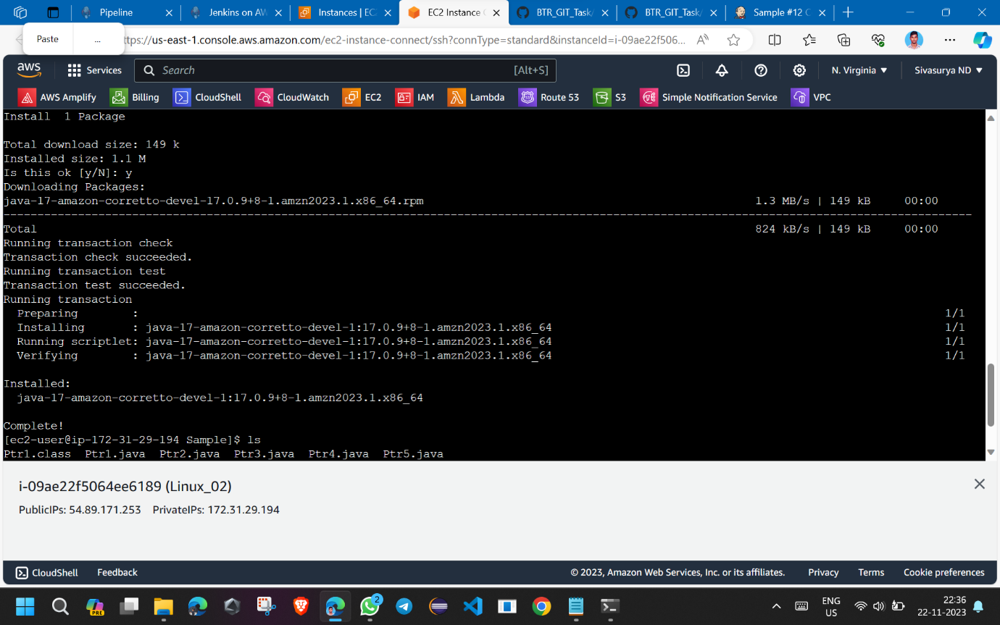 Pipeline
Jenkins on AW
Instances | EC
EC2 Instance C
BTR_GIT_Task/
BTR_GIT_Task/
Sample #12 C
Paste
...
ttps://us-east-1.console.aws.amazon.com/ec2-instance-connect/ssh?connType=standard&instanceId=i-09ae22f506...
aws
Services
Search
[Alt+S]
N. Virginia
Sivasurya ND
AWS Amplify
Billing
CloudShell
CloudWatch
EC2
IAM
Lambda
Route 53
S3
Simple Notification Service
VPC
Install  1 Package
Total download size: 149 k
Installed size: 1.1 M
Is this ok [y/N]: y
Downloading Packages:
java-17-amazon-corretto-devel-17.0.9+8-1.amzn2023.1.x86_64.rpm 1.3 MB/s | 149 kB 00:00
--------------------------------------------------------------------------------
Total 824 kB/s | 149 kB 00:00
Running transaction check
Transaction check succeeded.
Running transaction test
Transaction test succeeded.
Running transaction
Preparing : 1/1
Installing : java-17-amazon-corretto-devel-1:17.0.9+8-1.amzn2023.1.x86_64 1/1
Running scriptlet: java-17-amazon-corretto-devel-1:17.0.9+8-1.amzn2023.1.x86_64 1/1
Verifying : java-17-amazon-corretto-devel-1:17.0.9+8-1.amzn2023.1.x86_64 1/1
Installed:
java-17-amazon-corretto-devel-1:17.0.9+8-1.amzn2023.1.x86_64
Complete!
[ec2-user@ip-172-31-29-194 Sample]$ ls
Ptr1.class  Ptr1.java  Ptr2.java  Ptr3.java  Ptr4.java  Ptr5.java
i-09ae22f5064ee6189 (Linux_02)
PublicIPs: 54.89.171.253 PrivateIPs: 172.31.29.194
CloudShell
Feedback
© 2023, Amazon Web Services, Inc. or its affiliates.
Privacy
Terms
Cookie preferences
PRE
2
ENG
US
22:36
22-11-2023